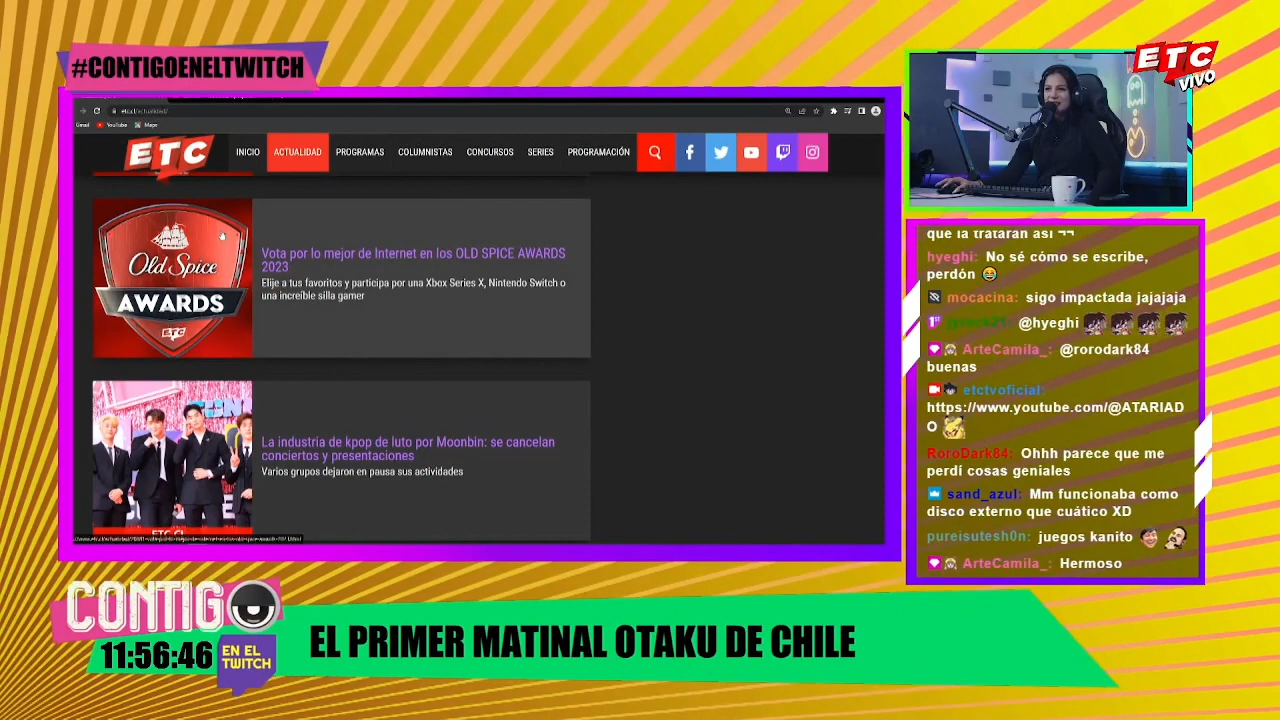 #CONTIGOENELTWITCH
ETC
VIVO
Gmail
YouTube
Maps
ETC
INICIO
ACTUALIDAD
PROGRAMAS
COLUMNISTAS
CONCURSOS
SERIES
PROGRAMACIÓN
Old Spice
AWARDS
ETC
Vota por lo mejor de Internet en los OLD SPICE AWARDS
2023
Elije a tus favoritos y participa por una Xbox Series X, Nintendo Switch o
una increíble silla gamer
La industria de kpop de luto por Moonbin: se cancelan
conciertos y presentaciones
Varios grupos dejaron en pausa sus actividades
que la trataran así ¬¬
hyeghi: No sé cómo se escribe,
perdón 😂
mocacina: sigo impactada jajajaja
@hyeghi
ArteCamila_: @rorodark84
buenas
etctvoficial:
https://www.youtube.com/@ATARIAD
O
RoroDark84: Ohhh parece que me
perdí cosas geniales
sand_azul: Mm funcionaba como
disco externo que cuático XD
pureisutesh0n: juegos kanito
ArteCamila_: Hermoso
CONTIGO
11:56:46
EN EL
TWITCH
EL PRIMER MATINAL OTAKU DE CHILE